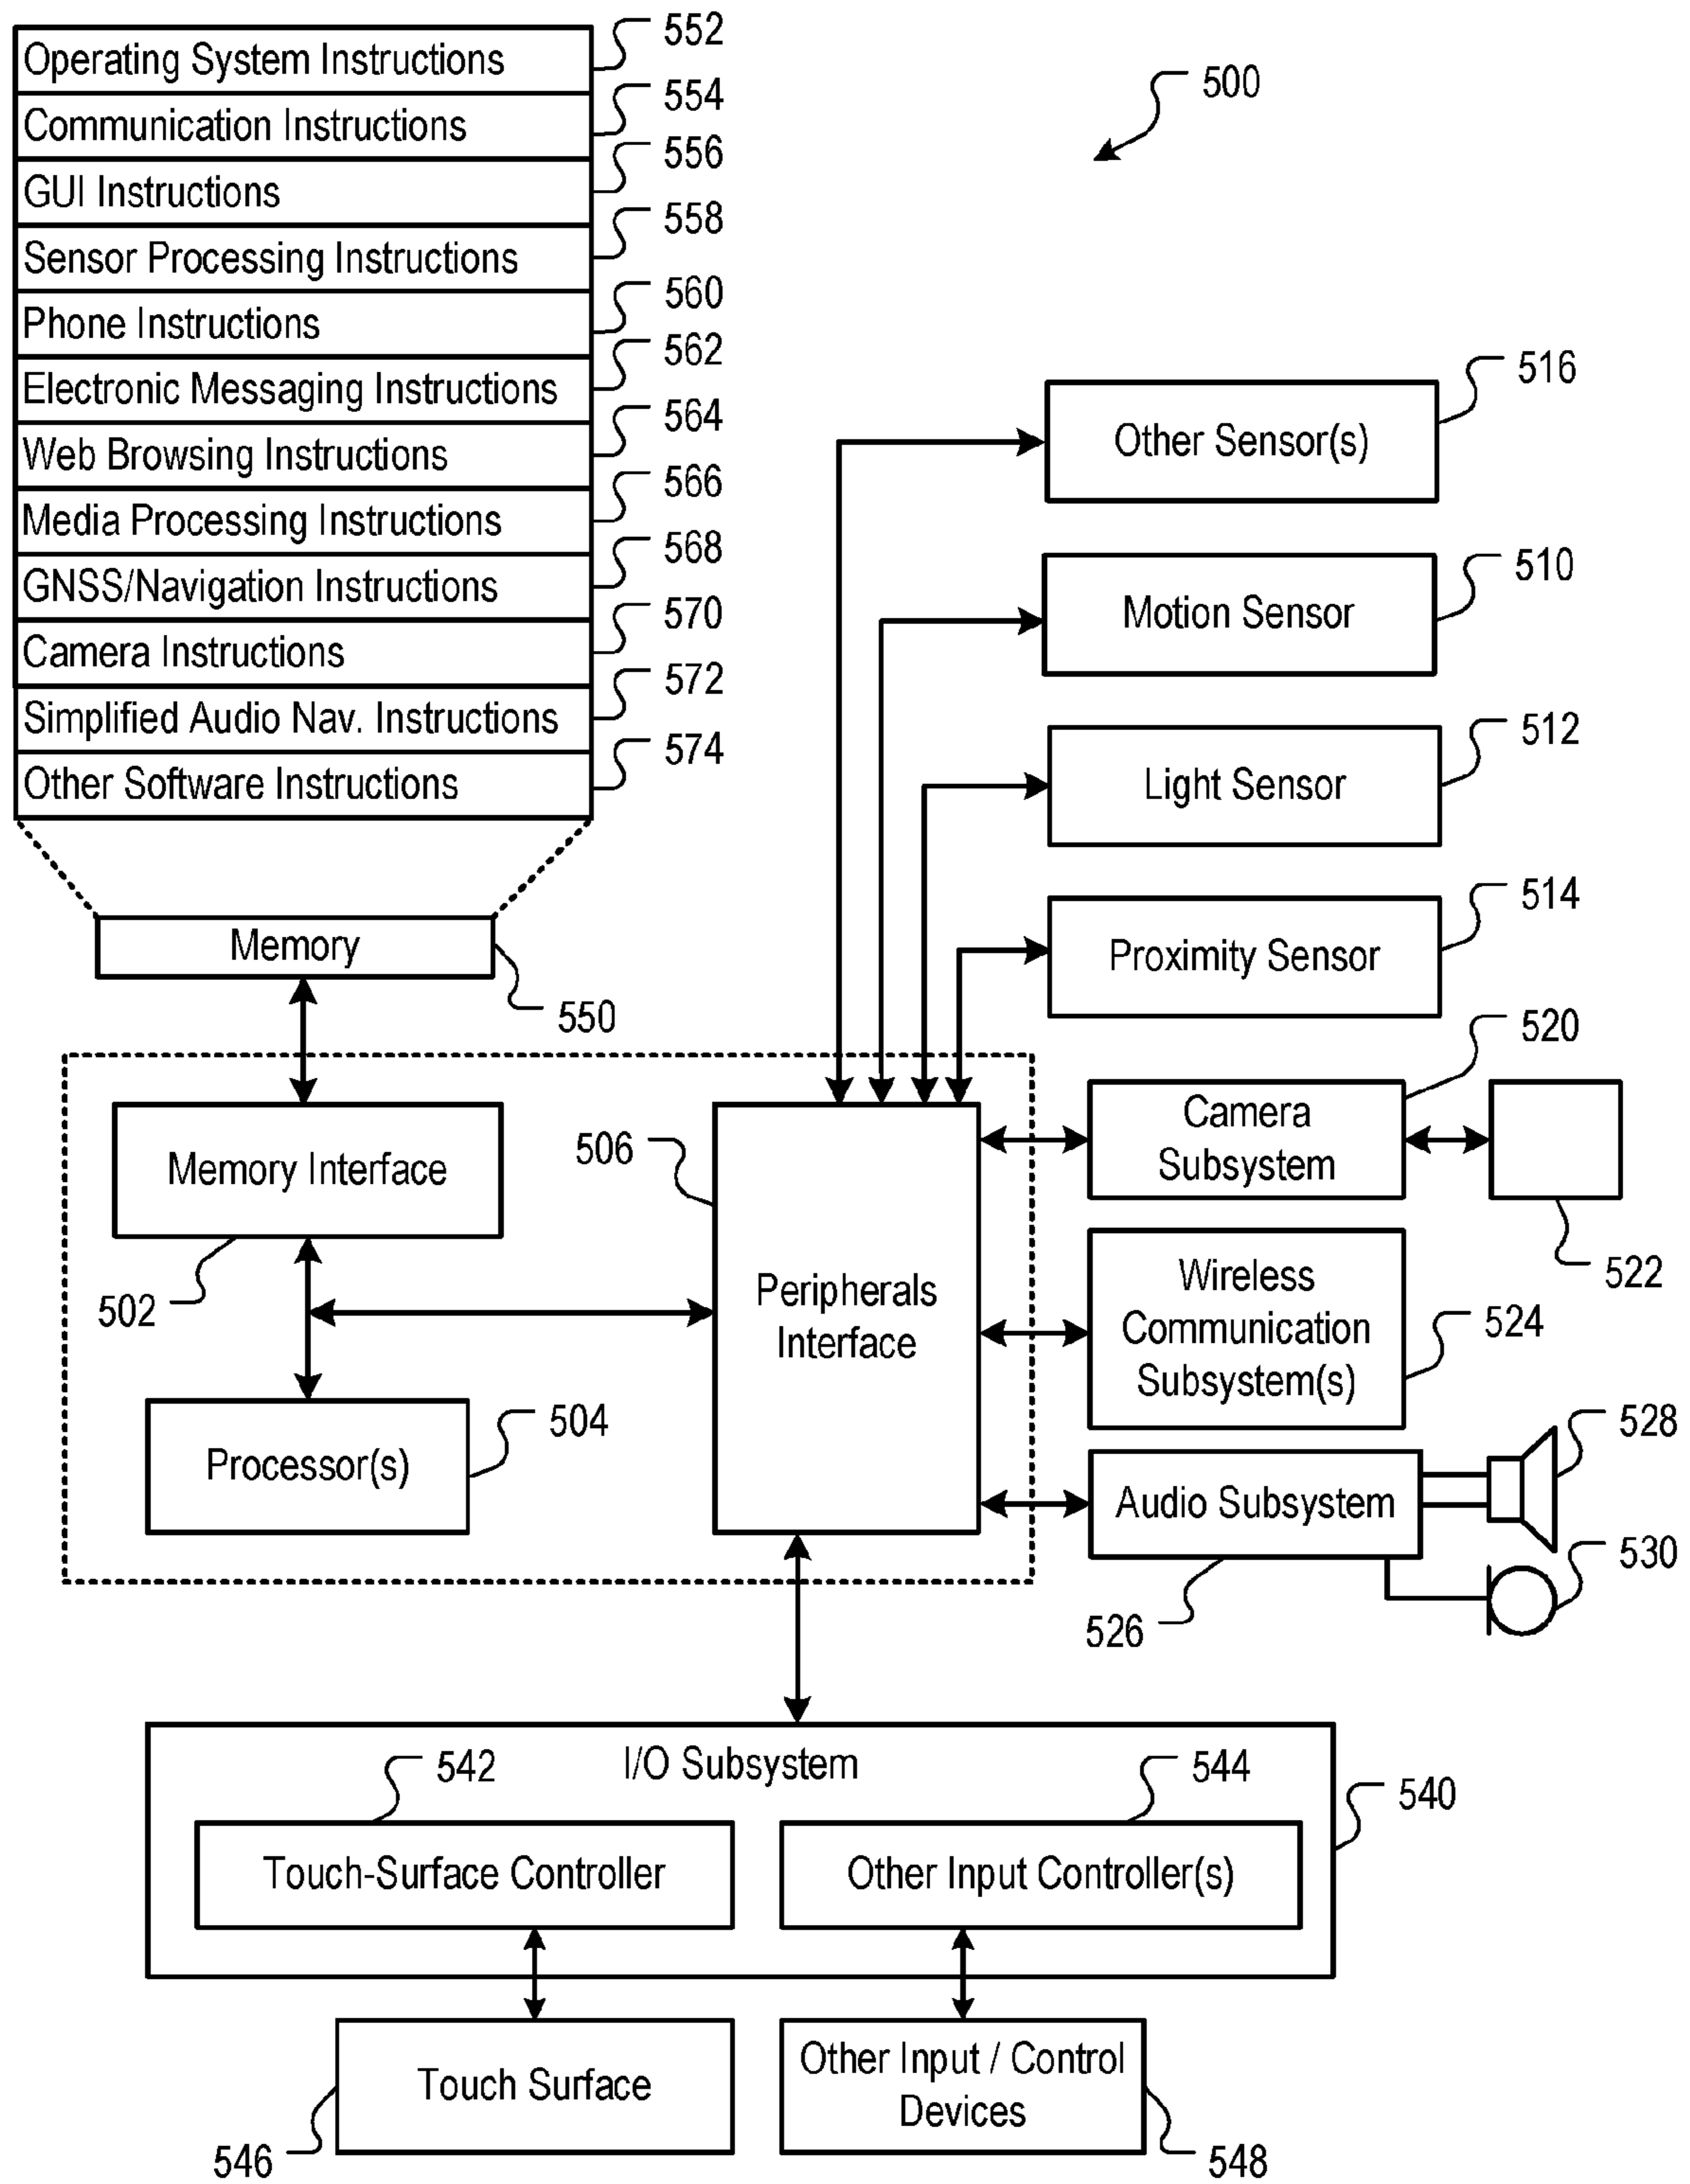 552
Operating System Instructions
554
Communication Instructions
556
GUI Instructions
558
Sensor Processing Instructions
560
Phone Instructions
562
Electronic Messaging Instructions
564
Web Browsing Instructions
566
Media Processing Instructions
568
GNSS/Navigation Instructions
570
Camera Instructions
572
Simplified Audio Nav. Instructions
574
Other Software Instructions
Memory
550
500
516
Other Sensor(s)
510
Motion Sensor
512
Light Sensor
514
Proximity Sensor
520
Camera
Subsystem
522
Memory Interface
502
506
Peripherals
Interface
Wireless
Communication
Subsystem(s)
524
504
Processor(s)
528
Audio Subsystem
530
526
I/O Subsystem
542
544
540
Touch-Surface Controller
Other Input Controller(s)
Touch Surface
546
Other Input / Control
Devices
548